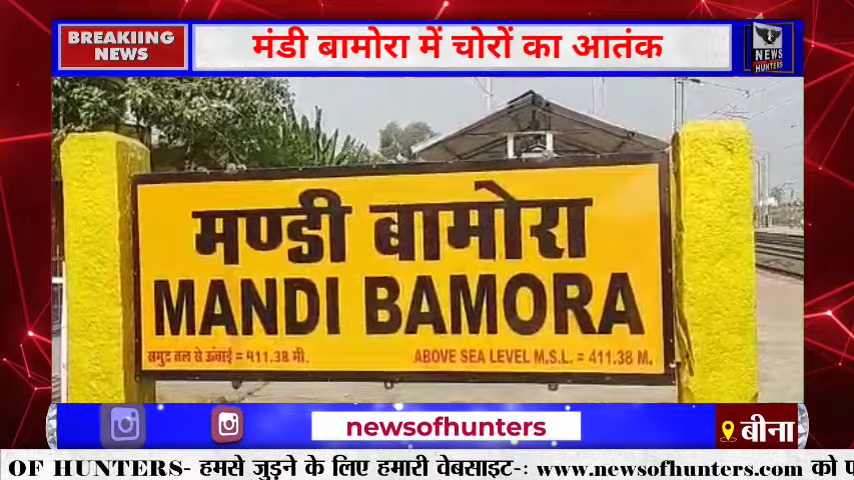 BREAKIING
NEWS
मंडी बामोरा में चोरों का आतंक
NEWS
HUNTERS
मण्डी बामोरा
MANDI BAMORA
समुद्र तल से ऊंचाई = 411.38 मी.
ABOVE SEA LEVEL M.S.L. = 411.38 M.
newsofhunters
बीना
OF HUNTERS- हमसे जुड़ने के लिए हमारी वेबसाइट-: www.newsofhunters.com को